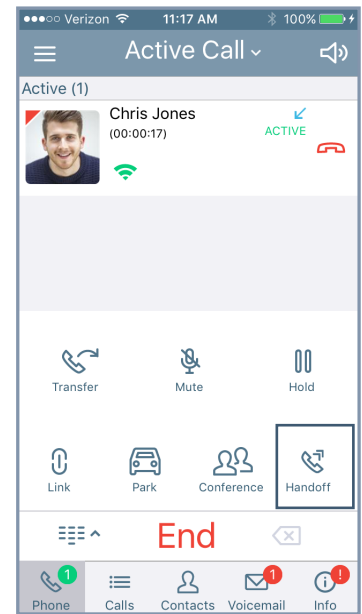 Verizon 11:17 AM 100%
Active Call
Active (1)
Chris Jones
(00:00:17)
ACTIVE
Transfer Mute Hold
Link Park Conference Handoff
End
1 1 !
Phone Calls Contacts Voicemail Info